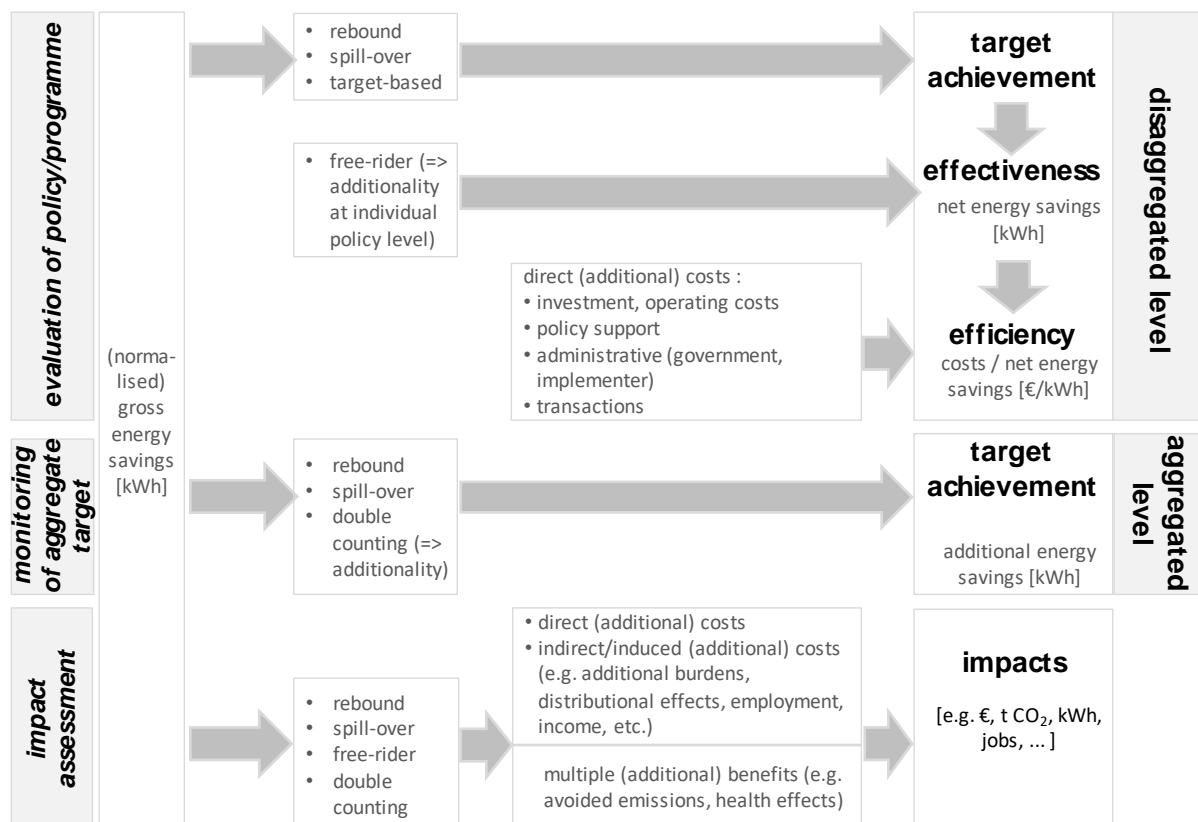 evaluation of policy/programme
(norma-
lised)
gross
energy
savings
[kWh]
• rebound
• spill-over
• target-based
target
achievement
• free-rider (=>
additionality
at individual
policy level)
effectiveness
net energy savings
[kWh]
direct (additional) costs :
• investment, operating costs
• policy support
• administrative (government,
implementer)
• transactions
efficiency
costs / net energy
savings [€/kWh]
disaggregated level
monitoring
of aggregate
target
• rebound
• spill-over
• double
counting (=>
additionality)
target
achievement
additional energy
savings [kWh]
aggregated
level
impact
assessment
• rebound
• spill-over
• free-rider
• double
counting
• direct (additional) costs
• indirect/induced (additional) costs
(e.g. additional burdens,
distributional effects, employment,
income, etc.)
multiple (additional) benefits (e.g.
avoided emissions, health effects)
impacts
[e.g. €, t CO₂, kWh,
jobs, ... ]